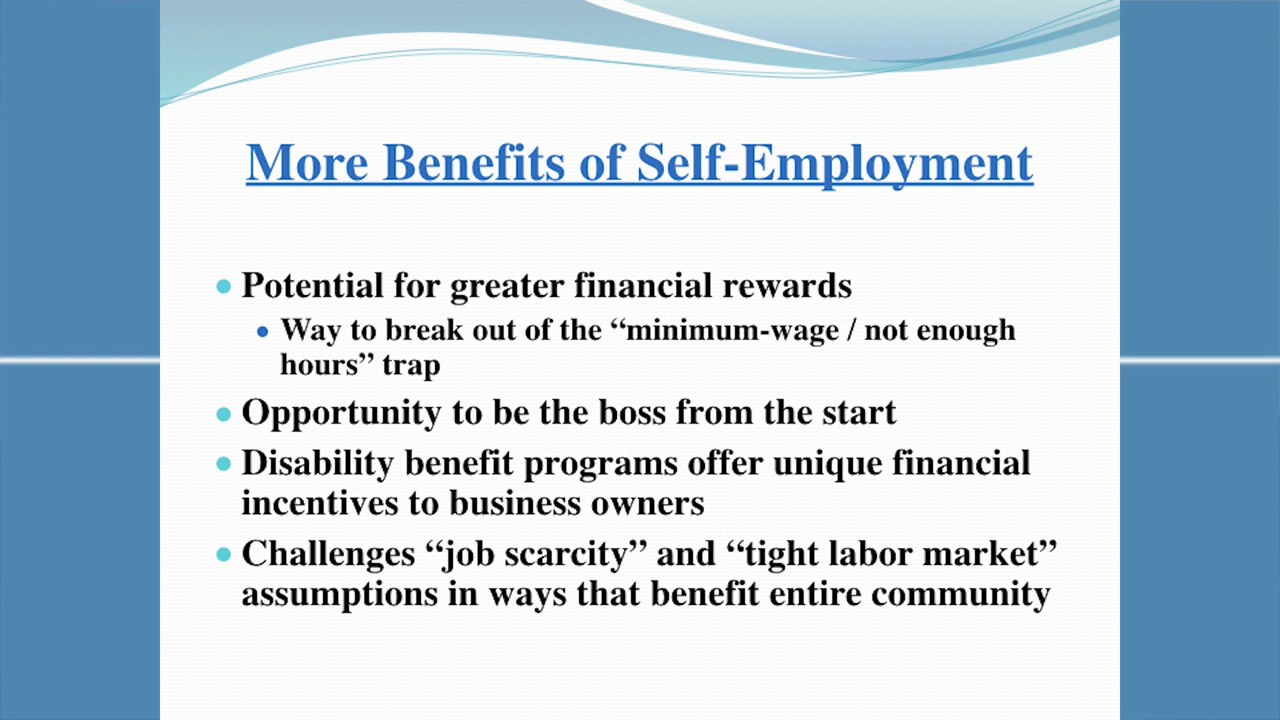 More Benefits of Self-Employment
• Potential for greater financial rewards
• Way to break out of the “minimum-wage / not enough
hours” trap
• Opportunity to be the boss from the start
• Disability benefit programs offer unique financial
incentives to business owners
• Challenges “job scarcity” and “tight labor market”
assumptions in ways that benefit entire community